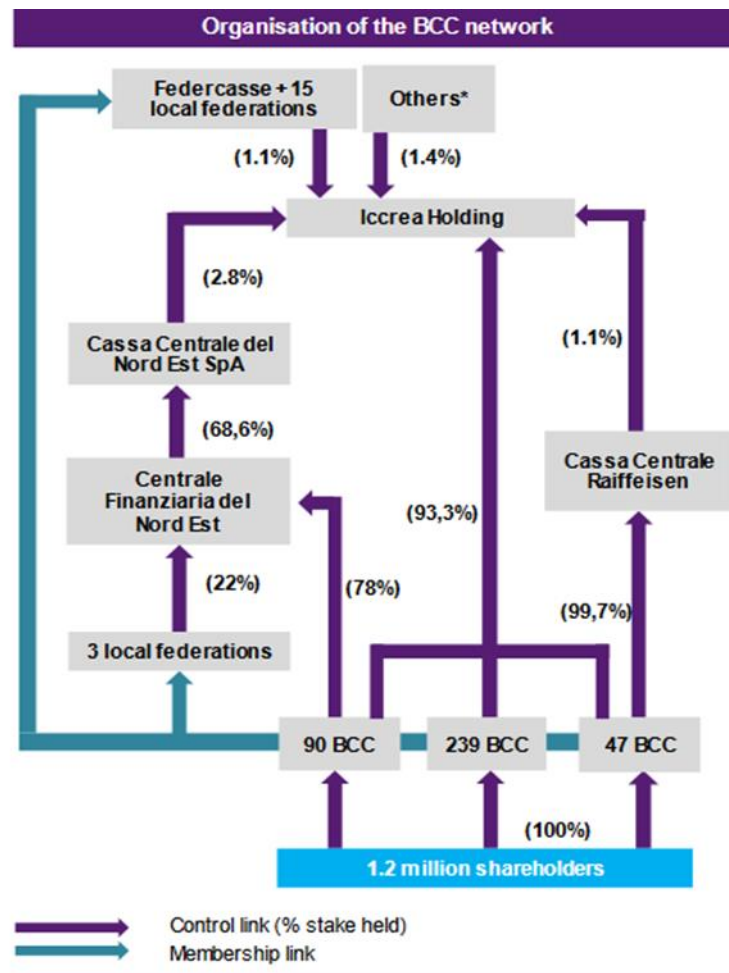 Organisation of the BCC network
Federcasse + 15
local federations
Others*
(1.1%)
(1.4%)
Iccrea Holding
(2.8%)
Cassa Centrale del
Nord Est SpA
(1.1%)
(68,6%)
Centrale
Finanziaria del
Nord Est
Cassa Centrale
Raiffeisen
(93,3%)
(22%)
(78%)
(99,7%)
3 local federations
90 BCC
239 BCC
47 BCC
(100%)
1.2 million shareholders
Control link (% stake held)
Membership link